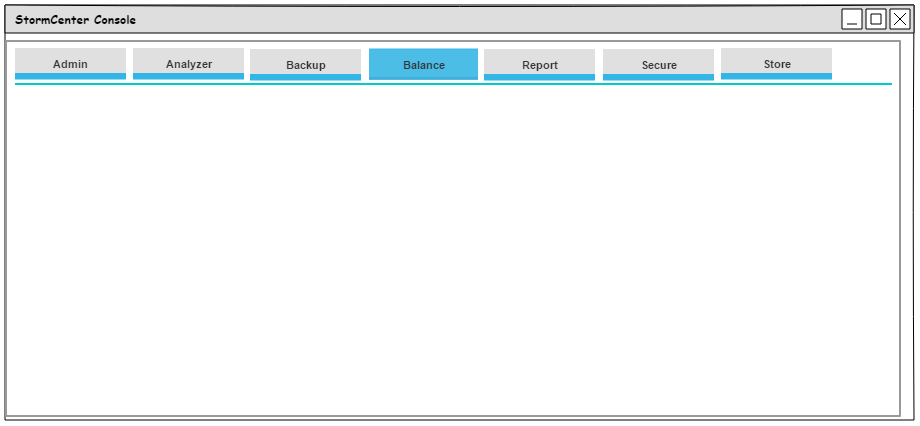 StormCenter Console
Admin Analyzer Backup Balance Report Secure Store